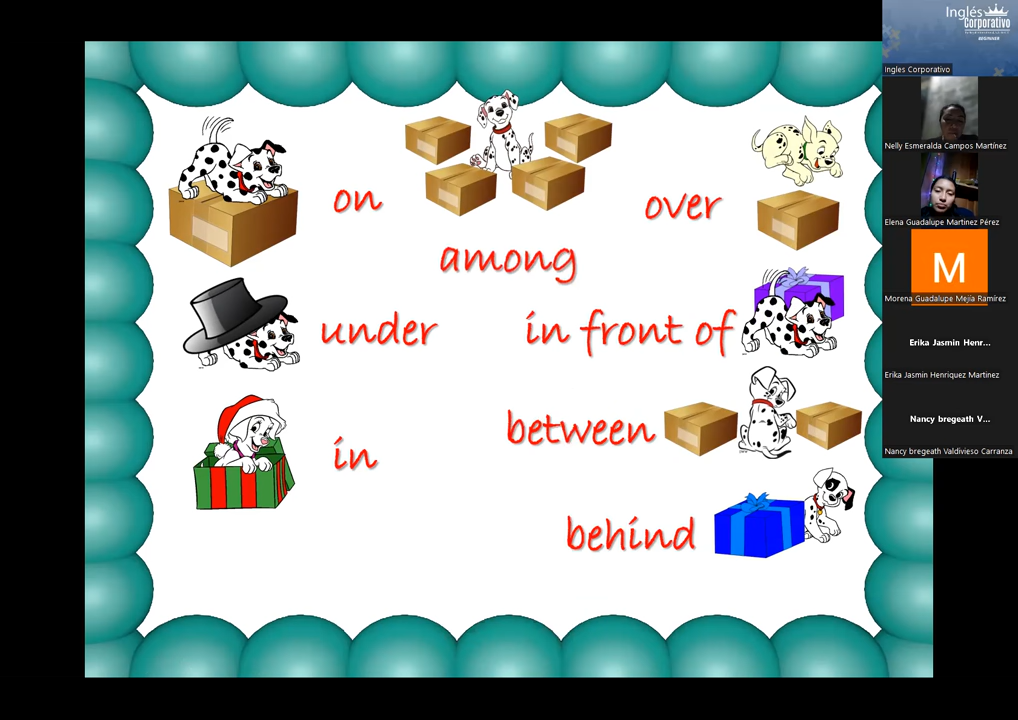 on
among
over
under
in front of
in
between
behind
Inglés
Corporativo
BEGINNER
Ingles Corporativo
Nelly Esmeralda Campos Martínez
Elena Guadalupe Martinez Pérez
M
Morena Guadalupe Mejía Ramírez
Erika Jasmin Henr...
Erika Jasmin Henriquez Martinez
Nancy bregeath V...
Nancy bregeath Valdivieso Carranza